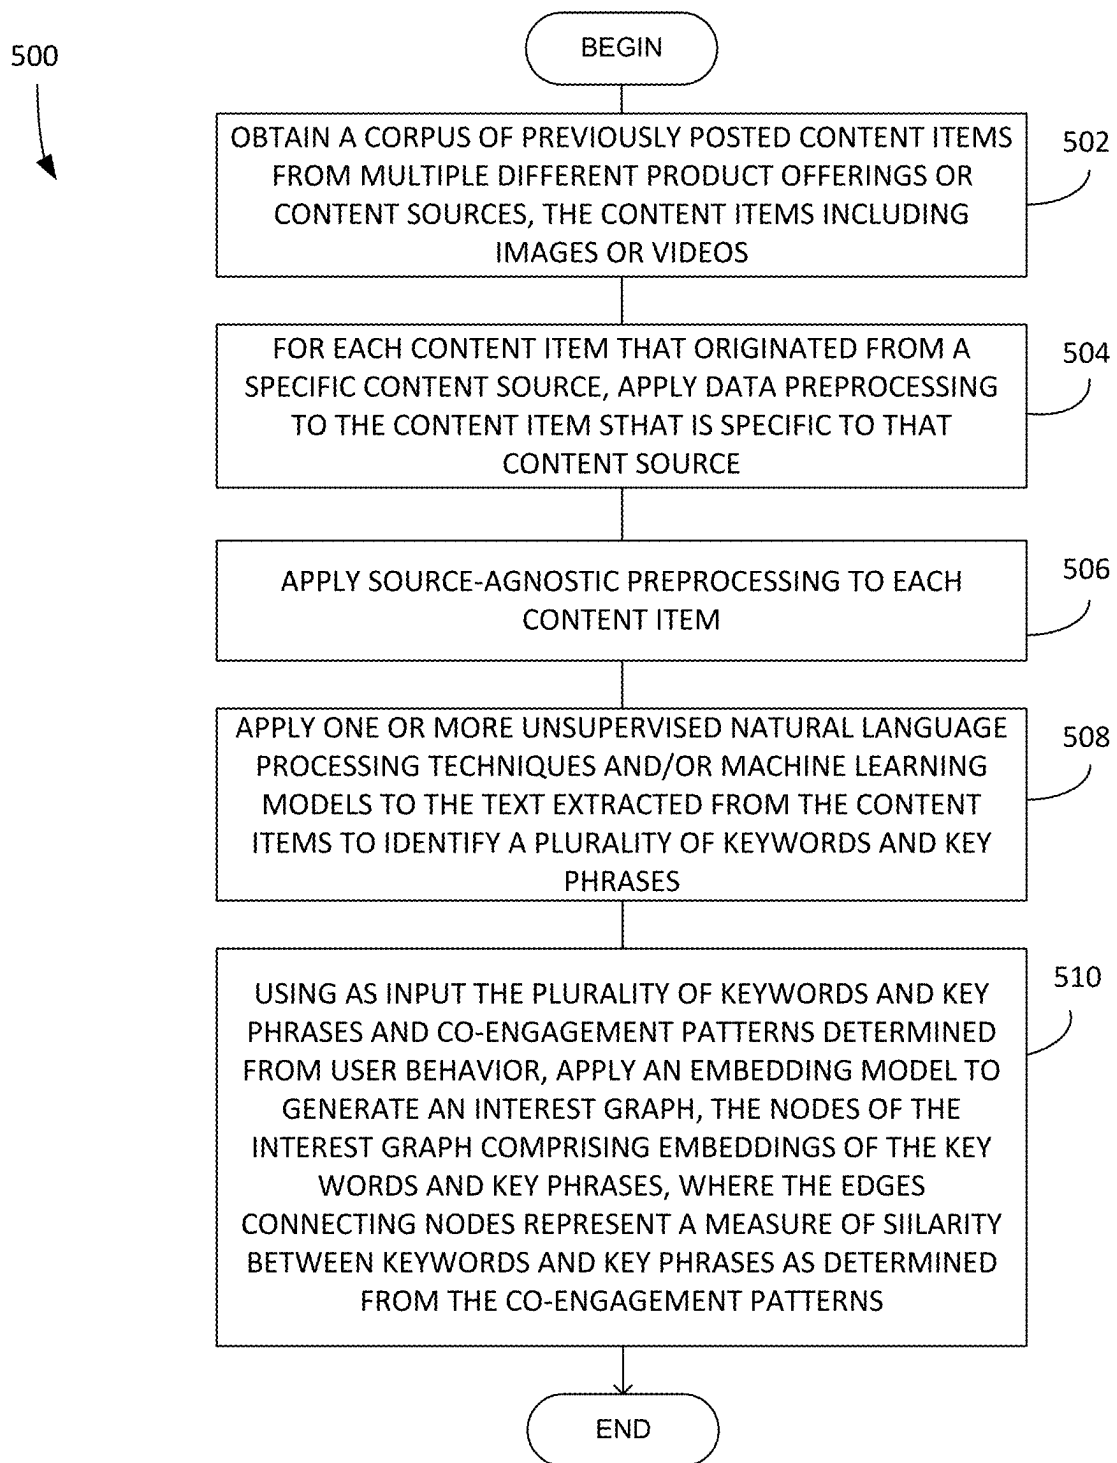 500
BEGIN
OBTAIN A CORPUS OF PREVIOUSLY POSTED CONTENT ITEMS
FROM MULTIPLE DIFFERENT PRODUCT OFFERINGS OR
CONTENT SOURCES, THE CONTENT ITEMS INCLUDING
IMAGES OR VIDEOS
502
FOR EACH CONTENT ITEM THAT ORIGINATED FROM A
SPECIFIC CONTENT SOURCE, APPLY DATA PREPROCESSING
TO THE CONTENT ITEM STHAT IS SPECIFIC TO THAT
CONTENT SOURCE
504
APPLY SOURCE-AGNOSTIC PREPROCESSING TO EACH
CONTENT ITEM
506
APPLY ONE OR MORE UNSUPERVISED NATURAL LANGUAGE
PROCESSING TECHNIQUES AND/OR MACHINE LEARNING
MODELS TO THE TEXT EXTRACTED FROM THE CONTENT
ITEMS TO IDENTIFY A PLURALITY OF KEYWORDS AND KEY
PHRASES
508
USING AS INPUT THE PLURALITY OF KEYWORDS AND KEY
PHRASES AND CO-ENGAGEMENT PATTERNS DETERMINED
FROM USER BEHAVIOR, APPLY AN EMBEDDING MODEL TO
GENERATE AN INTEREST GRAPH, THE NODES OF THE
INTEREST GRAPH COMPRISING EMBEDDINGS OF THE KEY
WORDS AND KEY PHRASES, WHERE THE EDGES
CONNECTING NODES REPRESENT A MEASURE OF SIILARITY
BETWEEN KEYWORDS AND KEY PHRASES AS DETERMINED
FROM THE CO-ENGAGEMENT PATTERNS
510
END